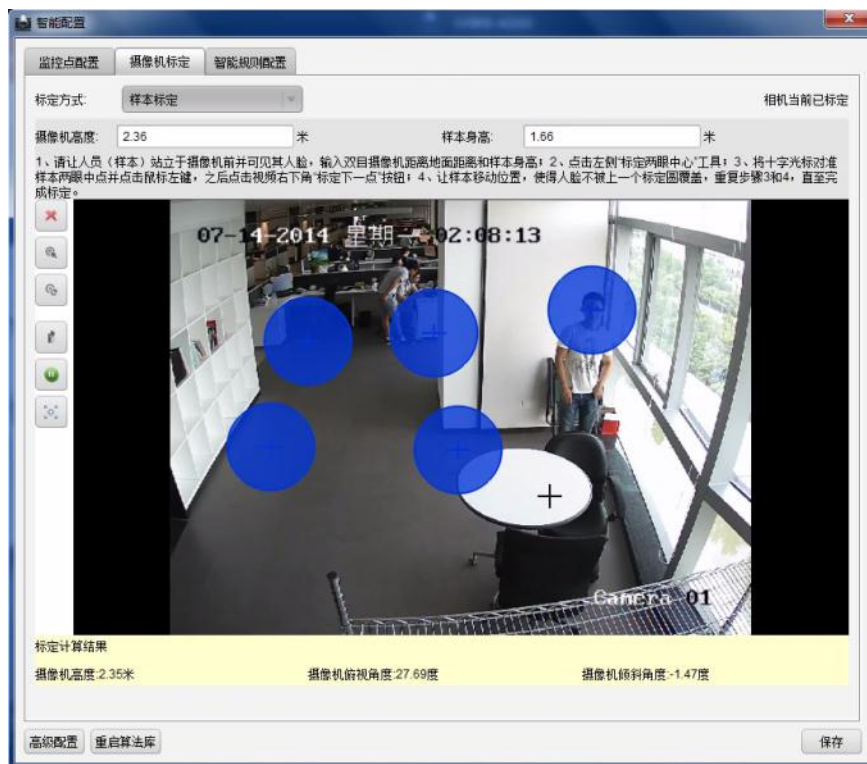 智能配置
监控点配置 摄像机标定 智能规则配置
标定方式: 样本标定 相机当前已标定
摄像机高度: 2.36 米 样本身高: 1.66 米
1、请让人员（样本）站立于摄像机前并可见其人脸，输入双目摄像机距离地面距离和样本身高；2、点击左侧“标定两眼中心”工具；3、将十字光标对准
样本两眼中点并点击鼠标左键，之后点击视频右下角“标定下一点”按钮；4、让样本移动位置，使得人脸不被上一个标定圆覆盖，重复步骤3和4，直至完
成标定。
07-14-2014 星期一 02:08:13
Camera 01
标定计算结果
摄像机高度:2.35米 摄像机俯视角度:27.69度 摄像机倾斜角度:-1.47度
高级配置 重启算法库 保存